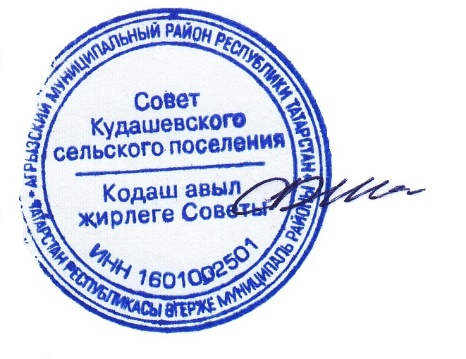 АГРЫЗСКИЙ МУНИЦИПАЛЬНЫЙ РАЙОН РЕСПУБЛИКИ ТАТАРСТАН
Совет
Кудашевского
сельского поселения
Кодаш авыл
җирлеге Советы
ИНН 1601002501
ТАТАРСТАН РЕСПУБЛИКАСЫ ӘГЕРҖЕ МУНИЦИПАЛЬ РАЙОНЫ